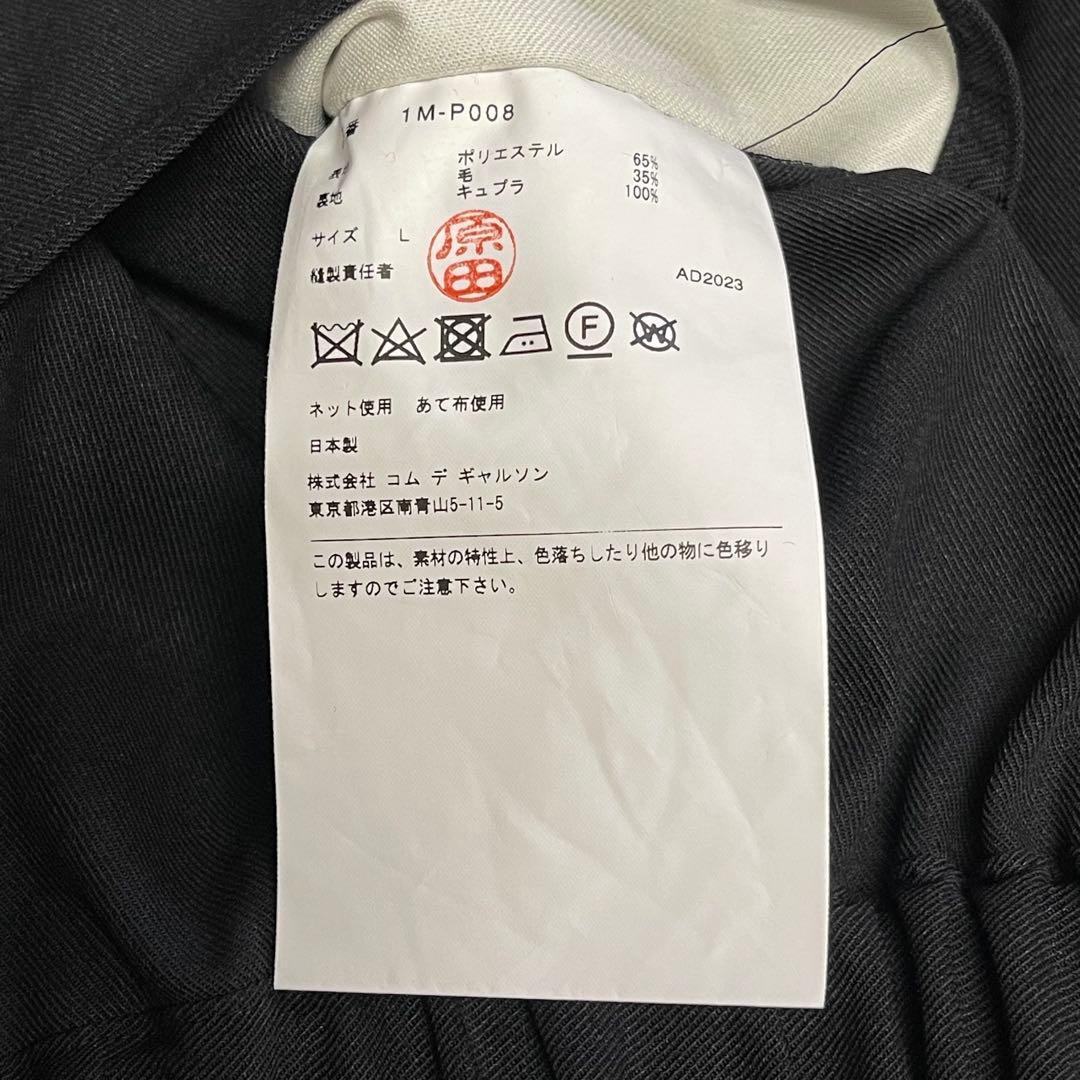 番 1M-P008
表地 ポリエステル 65%
毛 35%
裏地 キュプラ 100%
サイズ L
原田
縫製責任者
AD2023
F
W
ネット使用 あて布使用
日本製
株式会社 コム デ ギャルソン
東京都港区南青山5-11-5
この製品は、素材の特性上、色落ちしたり他の物に色移り
しますのでご注意下さい。